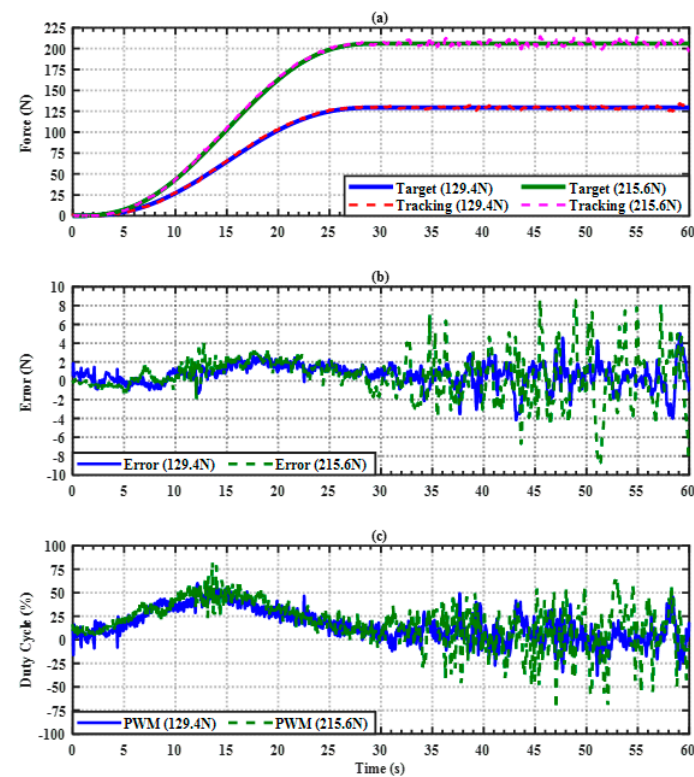 (a)
225
200
175
150
125
100
75
50
25
0
Force (N)
Target (129.4N) Target (215.6N)
Tracking (129.4N) Tracking (215.6N)
0 5 10 15 20 25 30 35 40 45 50 55 60
(b)
10
8
6
4
2
0
-2
-4
-6
-8
-10
Error (N)
Error (129.4N) Error (215.6N)
0 5 10 15 20 25 30 35 40 45 50 55 60
(c)
100
75
50
25
0
-25
-50
-75
-100
Duty Cycle (%)
PWM (129.4N) PWM (215.6N)
0 5 10 15 20 25 30 35 40 45 50 55 60
Time (s)